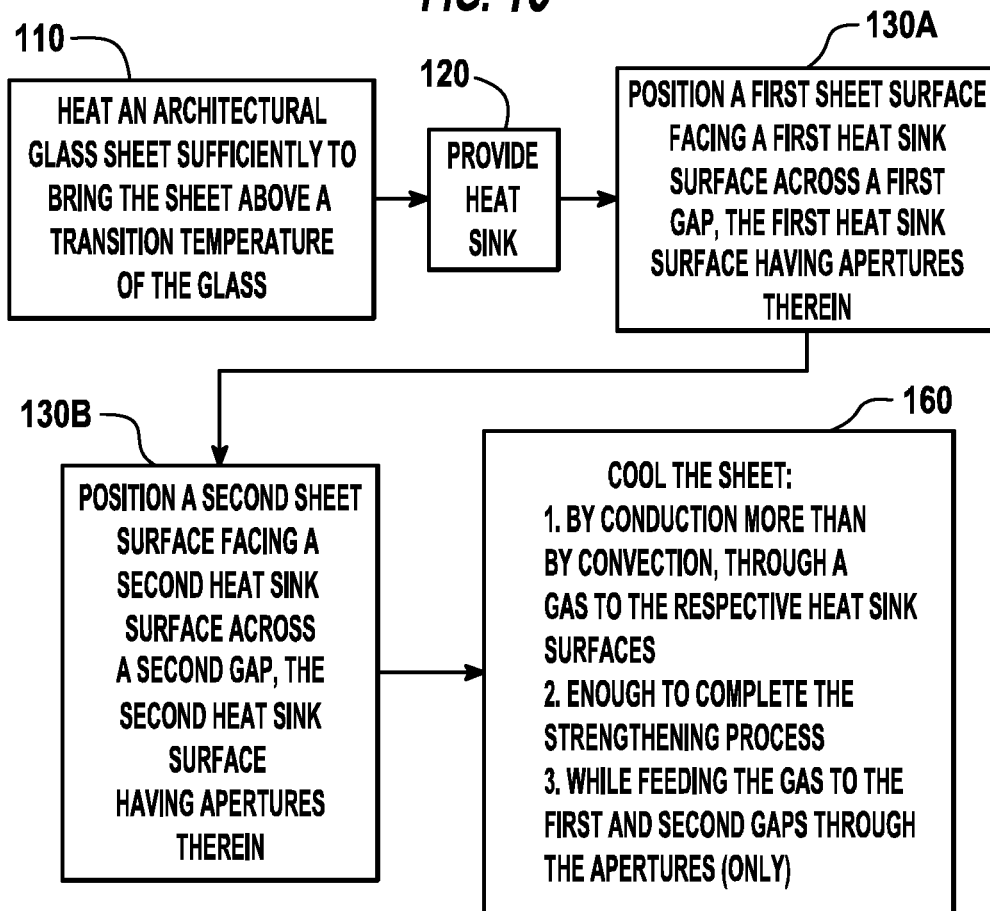 FIG.
110
HEAT AN ARCHITECTURAL
GLASS SHEET SUFFICIENTLY TO
BRING THE SHEET ABOVE A
TRANSITION TEMPERATURE
OF THE GLASS
120
PROVIDE
HEAT
SINK
130A
POSITION A FIRST SHEET SURFACE
FACING A FIRST HEAT SINK
SURFACE ACROSS A FIRST
GAP, THE FIRST HEAT SINK
SURFACE HAVING APERTURES
THEREIN
130B
POSITION A SECOND SHEET
SURFACE FACING A
SECOND HEAT SINK
SURFACE ACROSS
A SECOND GAP, THE
SECOND HEAT SINK
SURFACE
HAVING APERTURES
THEREIN
160
COOL THE SHEET:
1. BY CONDUCTION MORE THAN
BY CONVECTION, THROUGH A
GAS TO THE RESPECTIVE HEAT SINK
SURFACES
2. ENOUGH TO COMPLETE THE
STRENGTHENING PROCESS
3. WHILE FEEDING THE GAS TO THE
FIRST AND SECOND GAPS THROUGH
THE APERTURES (ONLY)